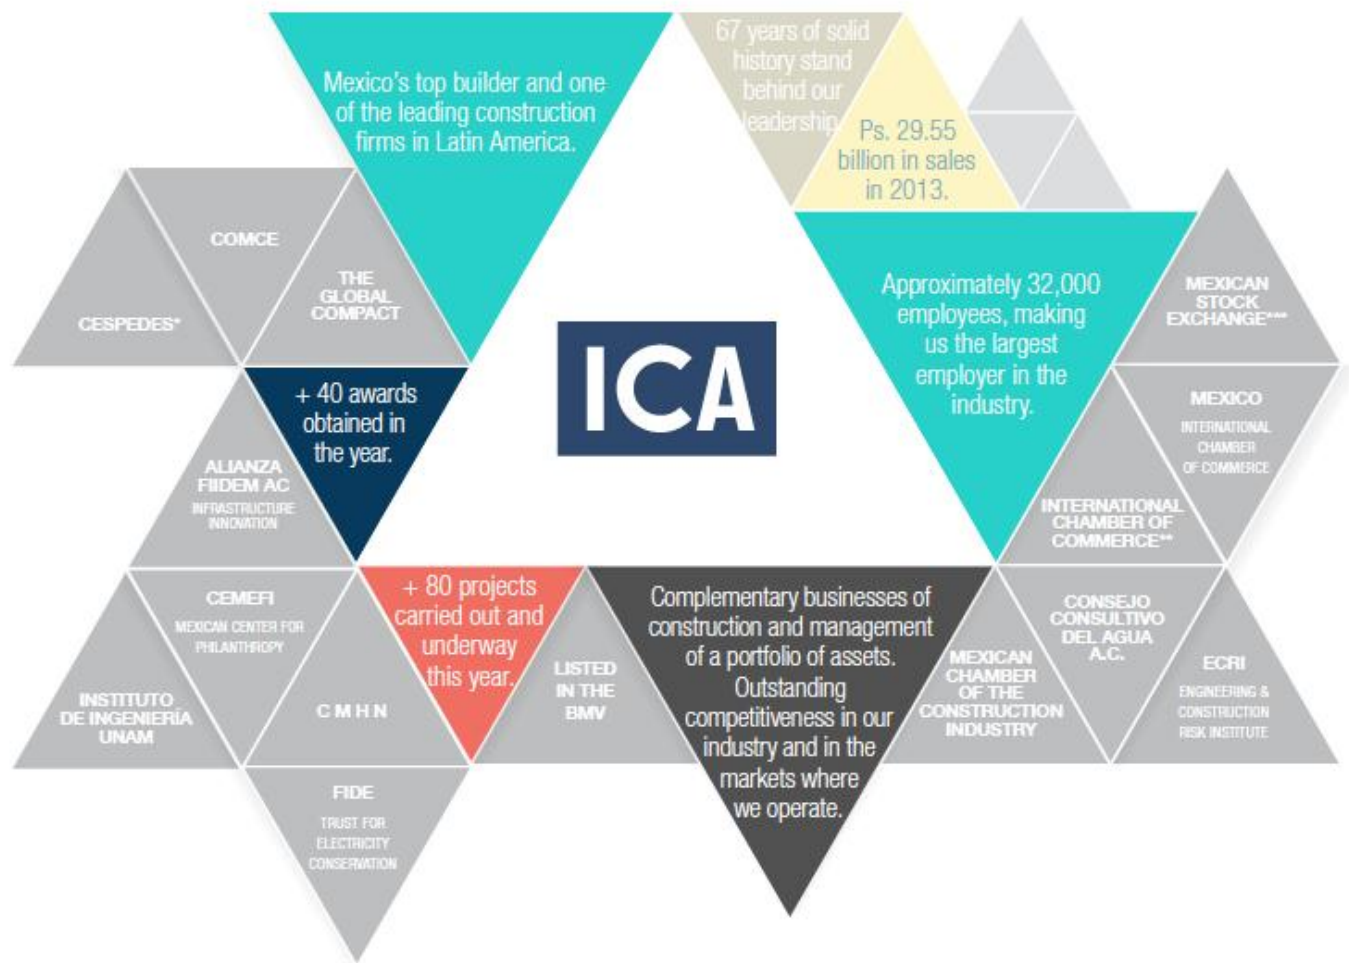 Mexico's top builder and one
of the leading construction
firms in Latin America.
67 years of solid
history stand
behind our
leadership.
Ps. 29.55
billion in sales
in 2013.
COMCE
CESPEDES*
THE
GLOBAL
COMPACT
Approximately 32,000
employees, making
us the largest
employer in the
industry.
MEXICAN
STOCK
EXCHANGE***
ICA
+ 40 awards
obtained in
the year.
MEXICO
INTERNATIONAL
CHAMBER
OF COMMERCE
ALIANZA
FIIDEM AC
INFRASTRUCTURE
INNOVATION
INTERNATIONAL
CHAMBER OF
COMMERCE**
CEMEFI
MEXICAN CENTER FOR
PHILANTHROPY
+ 80 projects
carried out and
underway
this year.
Complementary businesses of
construction and management
of a portfolio of assets.
Outstanding
competitiveness in our
industry and in the
markets where
we operate.
CONSEJO
CONSULTIVO
DEL AGUA
A.C.
INSTITUTO
DE INGENIERÍA
UNAM
C M H N
LISTED
IN THE
BMV
MEXICAN
CHAMBER
OF THE
CONSTRUCTION
INDUSTRY
ECRI
ENGINEERING &
CONSTRUCTION
RISK INSTITUTE
FIDE
TRUST FOR
ELECTRICITY
CONSERVATION